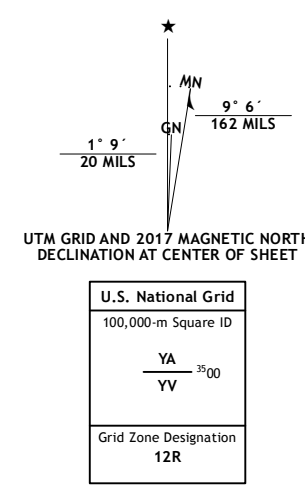 ★
MN
GN
9° 6´
162 MILS
1° 9´
20 MILS
UTM GRID AND 2017 MAGNETIC NORTH
DECLINATION AT CENTER OF SHEET
U.S. National Grid
100,000-m Square ID
YA
3500
YV
Grid Zone Designation
12R